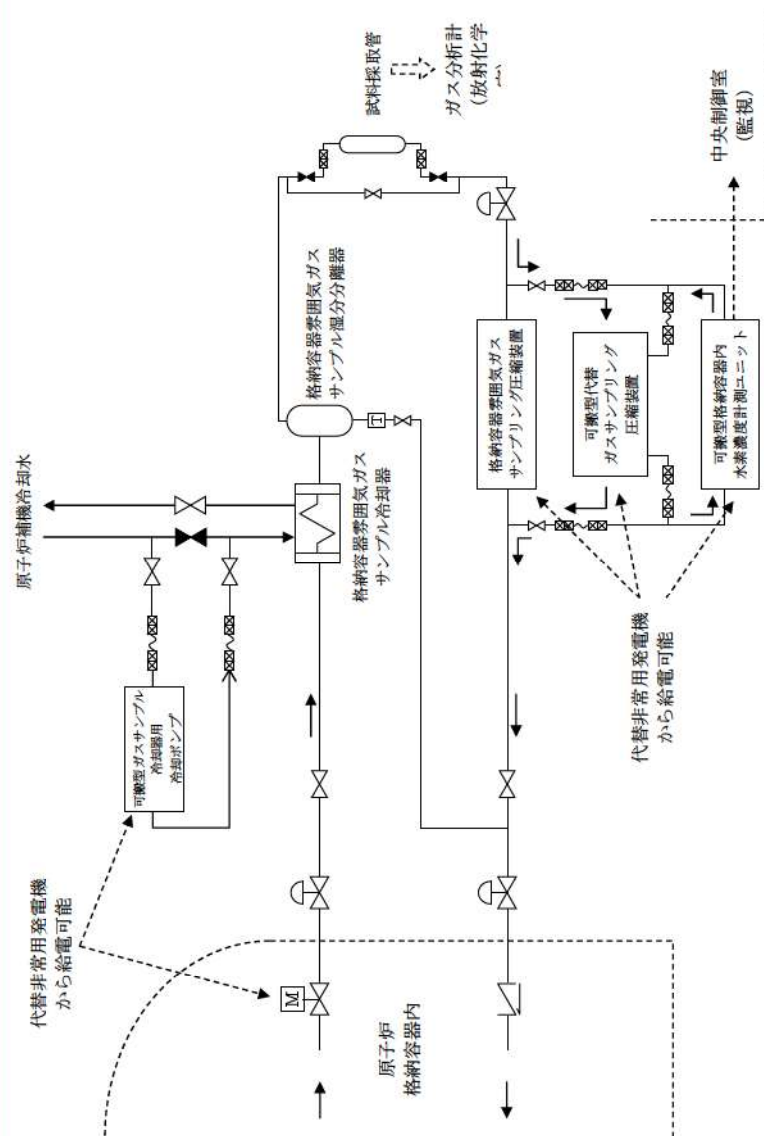 試料採取管
ガス分析計
(放射化学
原子炉補機冷却水
格納容器雰囲気ガス
サンプル湿分分離器
T
格納容器雰囲気ガス
サンプル冷却器
可搬型ガスサンプル
冷却器用
冷却ポンプ
代替非常用発電機
から給電可能
M
原子炉
格納容器内
格納容器雰囲気ガス
サンプリング圧縮装置
可搬型代替
ガスサンプリング
圧縮装置
可搬型格納容器内
水素濃度計測ユニット
中央制御室
(監視)
代替非常用発電機
から給電可能